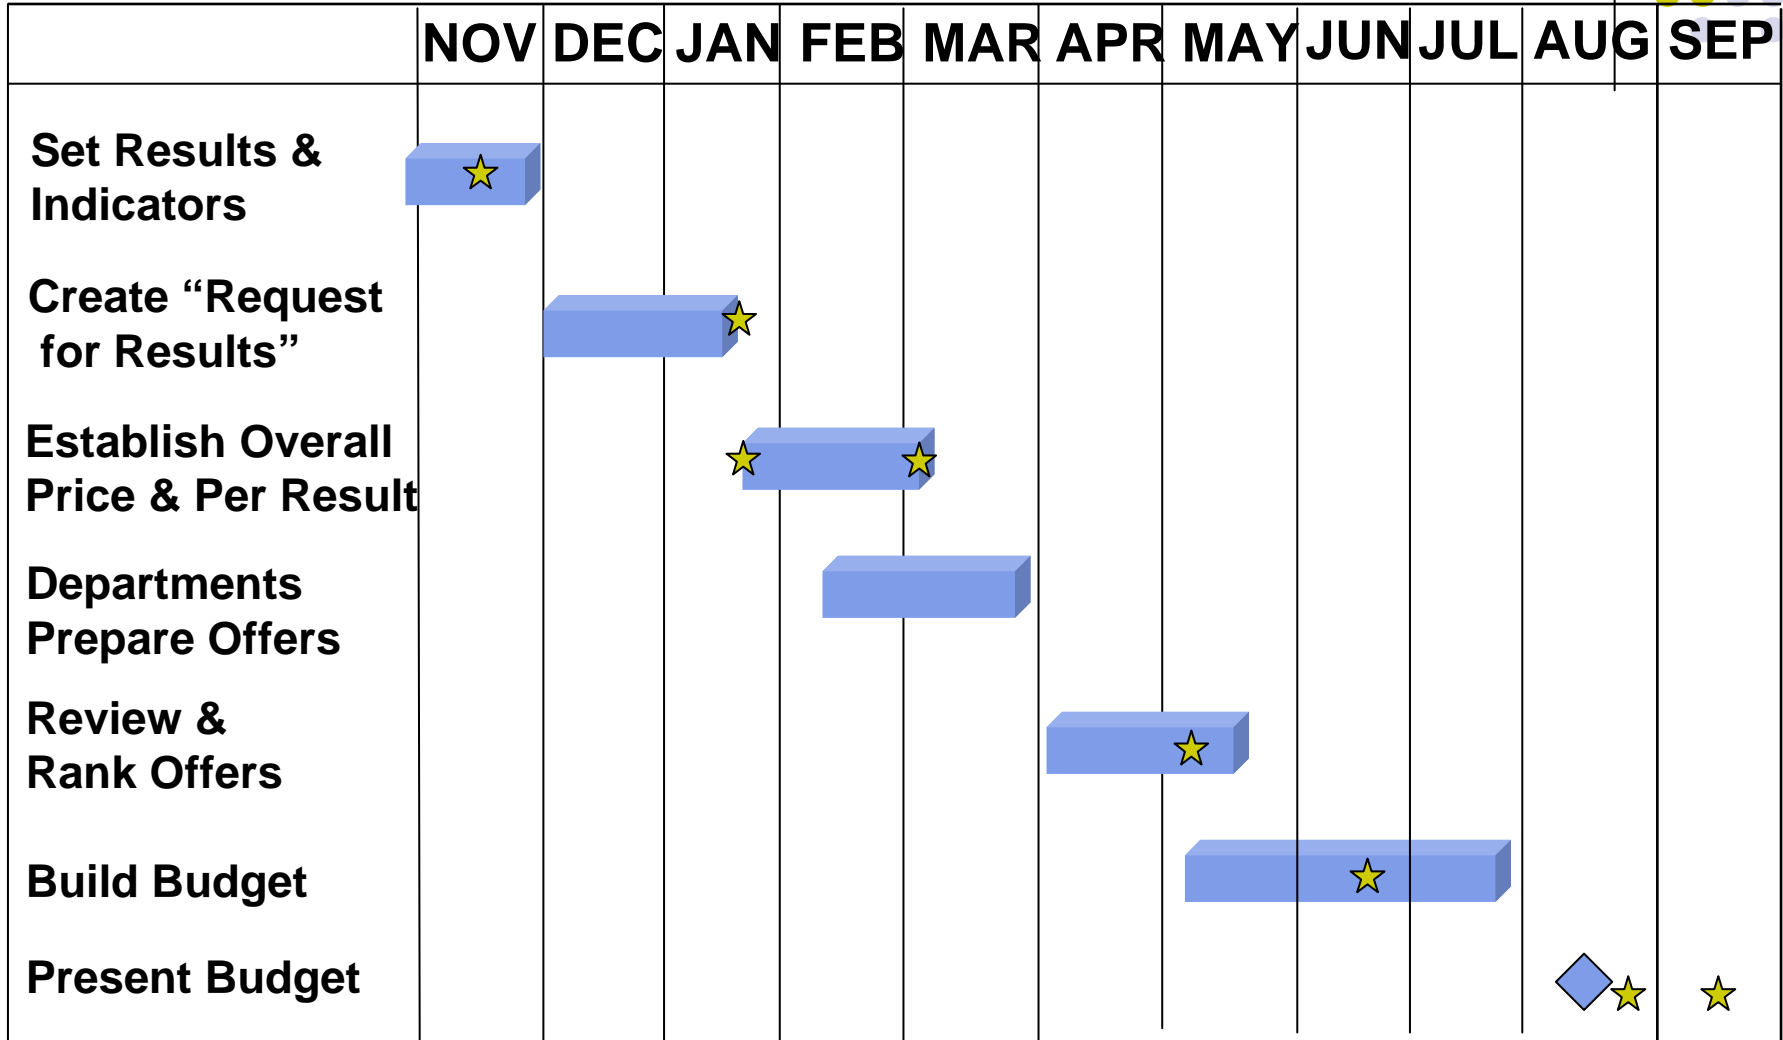 NOV DEC JAN FEB MAR APR MAY JUN JUL AUG SEP
Set Results &
Indicators
Create “Request
for Results”
Establish Overall
Price & Per Result
Departments
Prepare Offers
Review &
Rank Offers
Build Budget
Present Budget